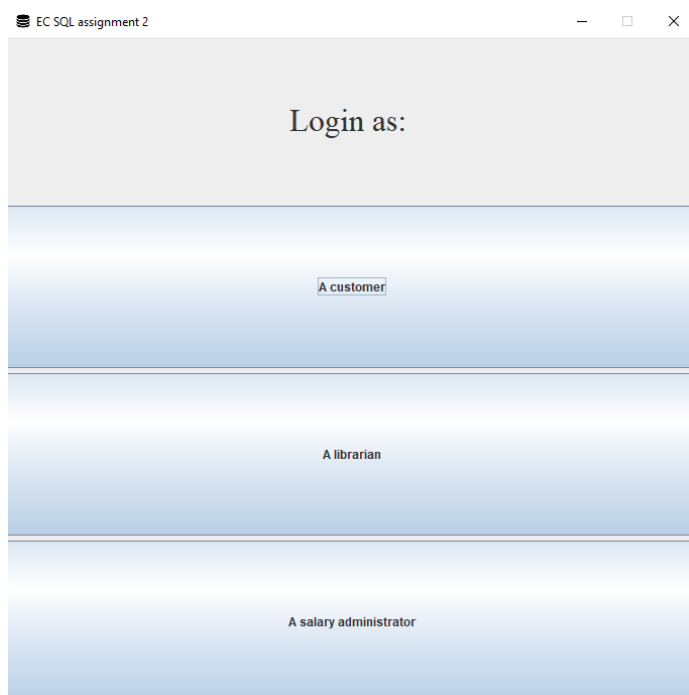 EC SQL assignment 2
Login as:
A customer
A librarian
A salary administrator